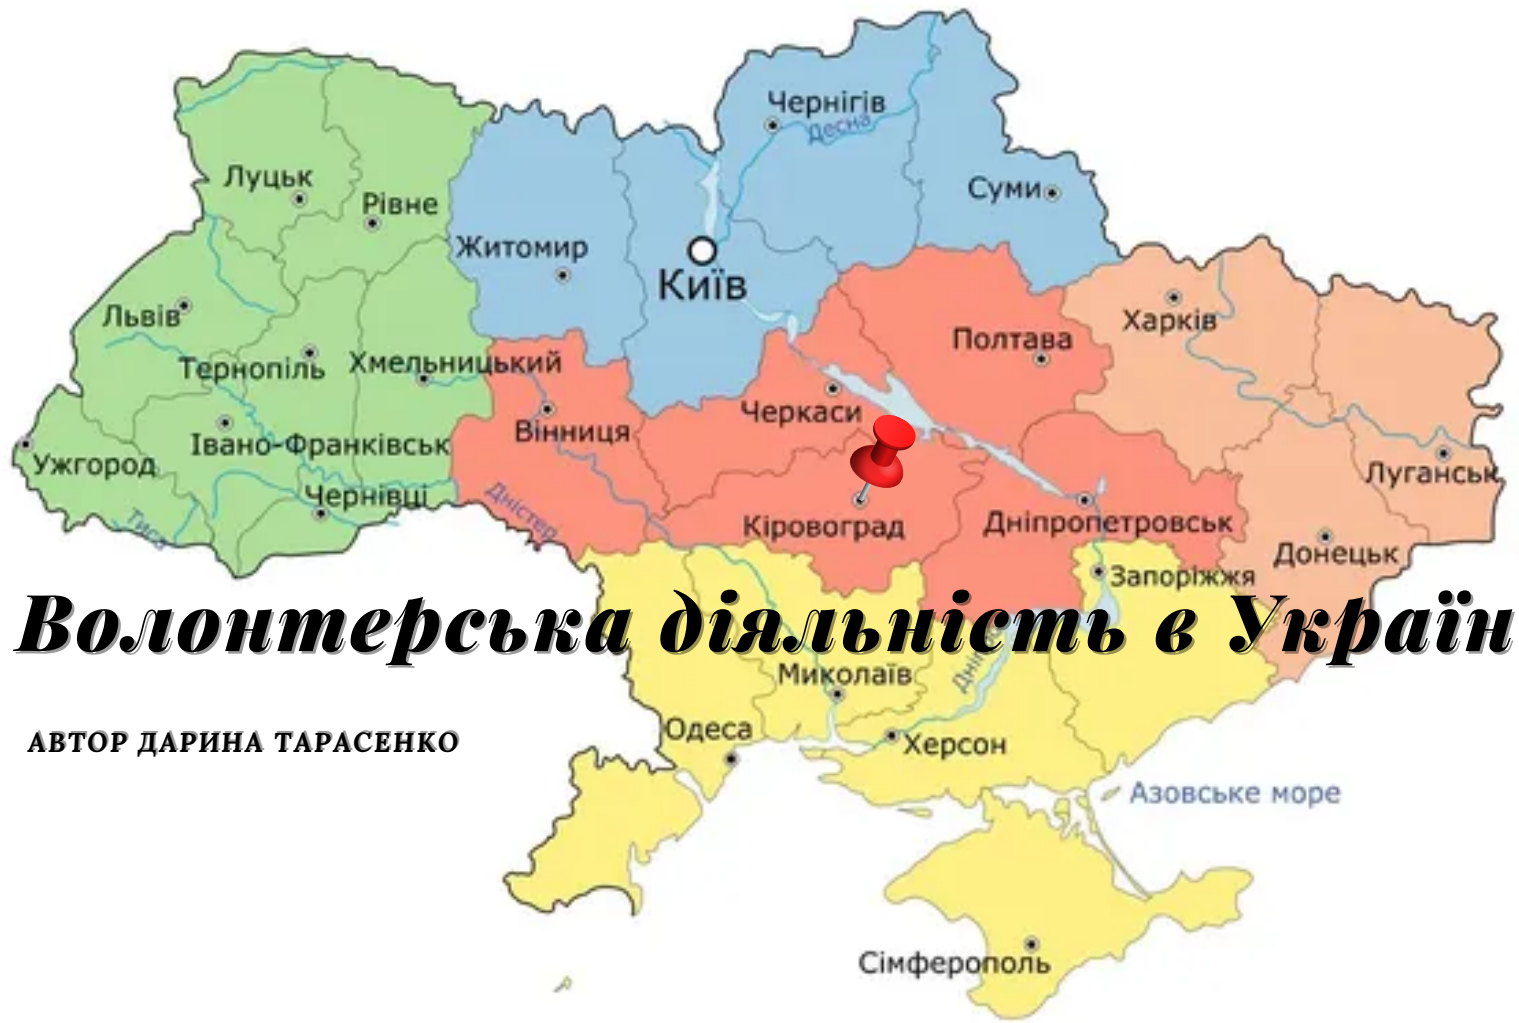 Чернігів
Десна
Луцьк
Суми
Рівне
Житомир
Київ
Львів
Харків
Полтава
Тернопіль
Хмельницький
Черкаси
Вінниця
Івано-Франківськ
Ужгород
Луганськ
Чернівці
Дністер
Тиса
Кіровоград
Дніпропетровськ
Донецьк
Запоріжжя
Волонтерська діяльність в Україн
Миколаїв
Одеса
Херсон
АВТОР ДАРИНА ТАРАСЕНКО
Азовське море
Сімферополь